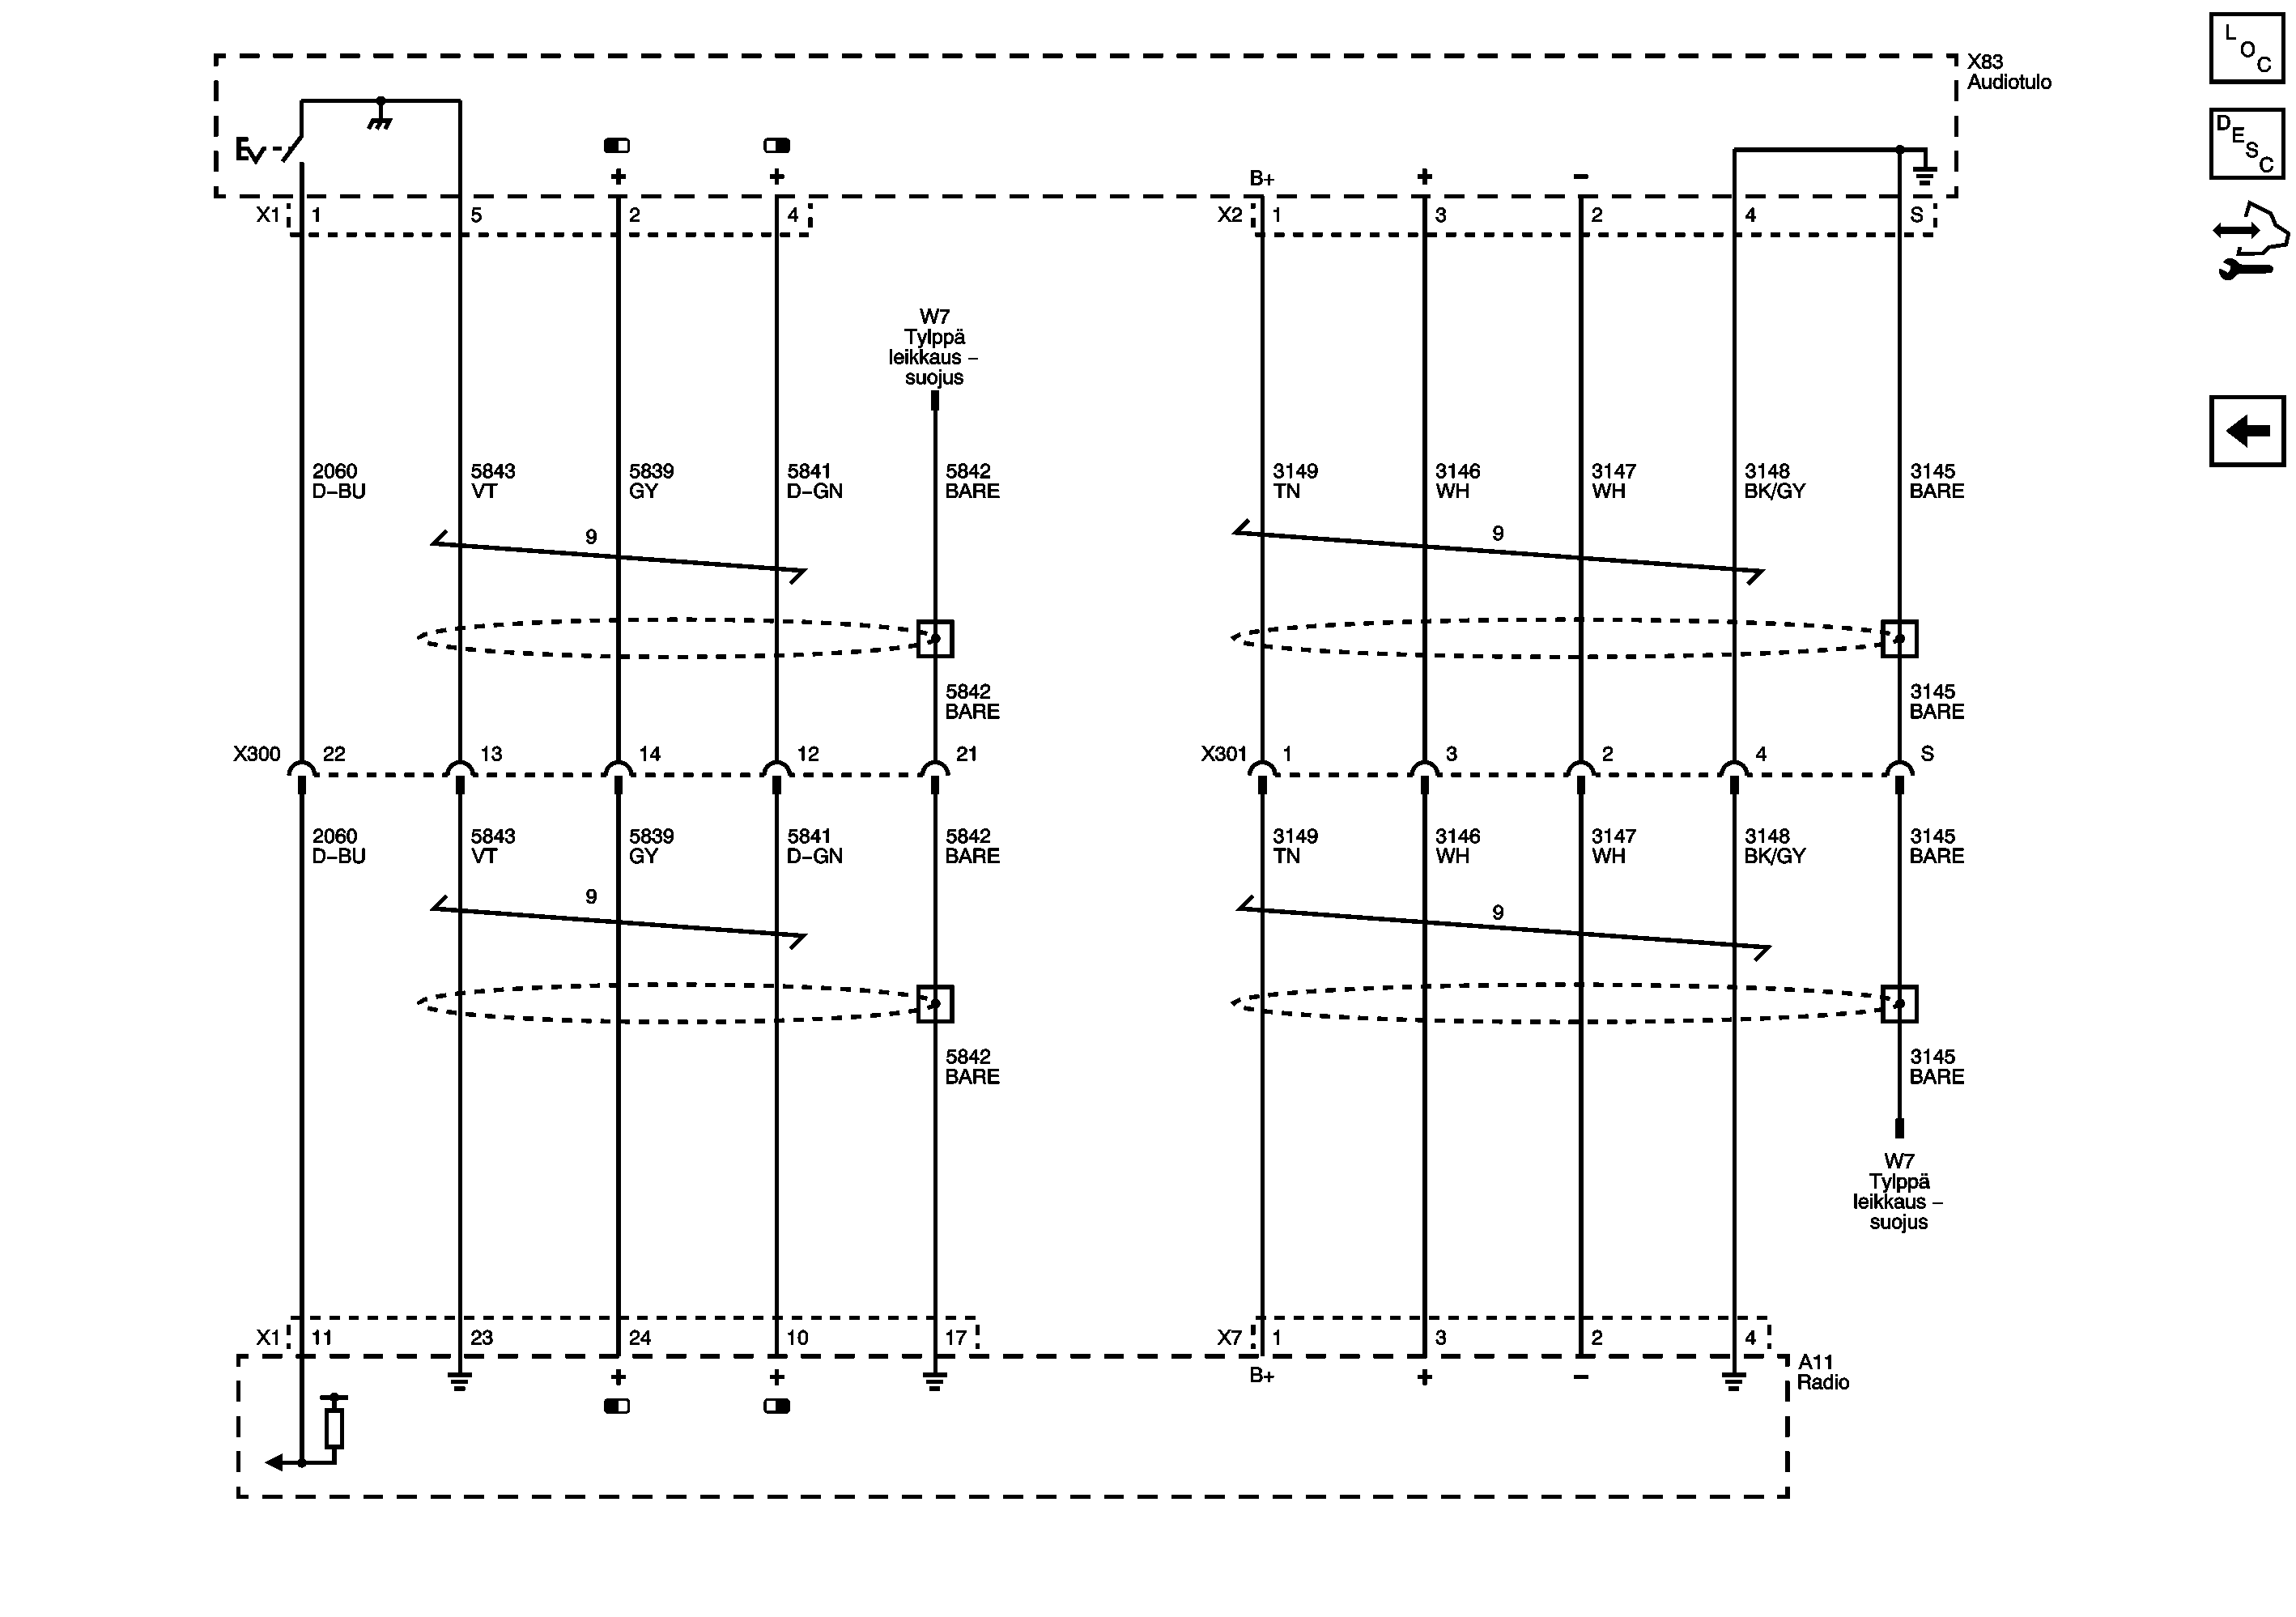 L O C
X83
Audiotulo
D E S C
B+
X1 1 5 2 4 X2 1 3 2 4 S
W7
Tylppä
leikkaus –
suojus
2060 5843 5839 5841 5842 3149 3146 3147 3148 3145
D–BU VT GY D–GN BARE TN WH WH BK/GY BARE
9 9
5842 3145
BARE BARE
X300 22 13 14 12 21 X301 1 3 2 4 S
2060 5843 5839 5841 5842 3149 3146 3147 3148 3145
D–BU VT GY D–GN BARE TN WH WH BK/GY BARE
9 9
5842 3145
BARE BARE
W7
Tylppä
leikkaus –
suojus
X1 11 23 24 10 17 X7 1 3 2 4
B+
A11
Radio